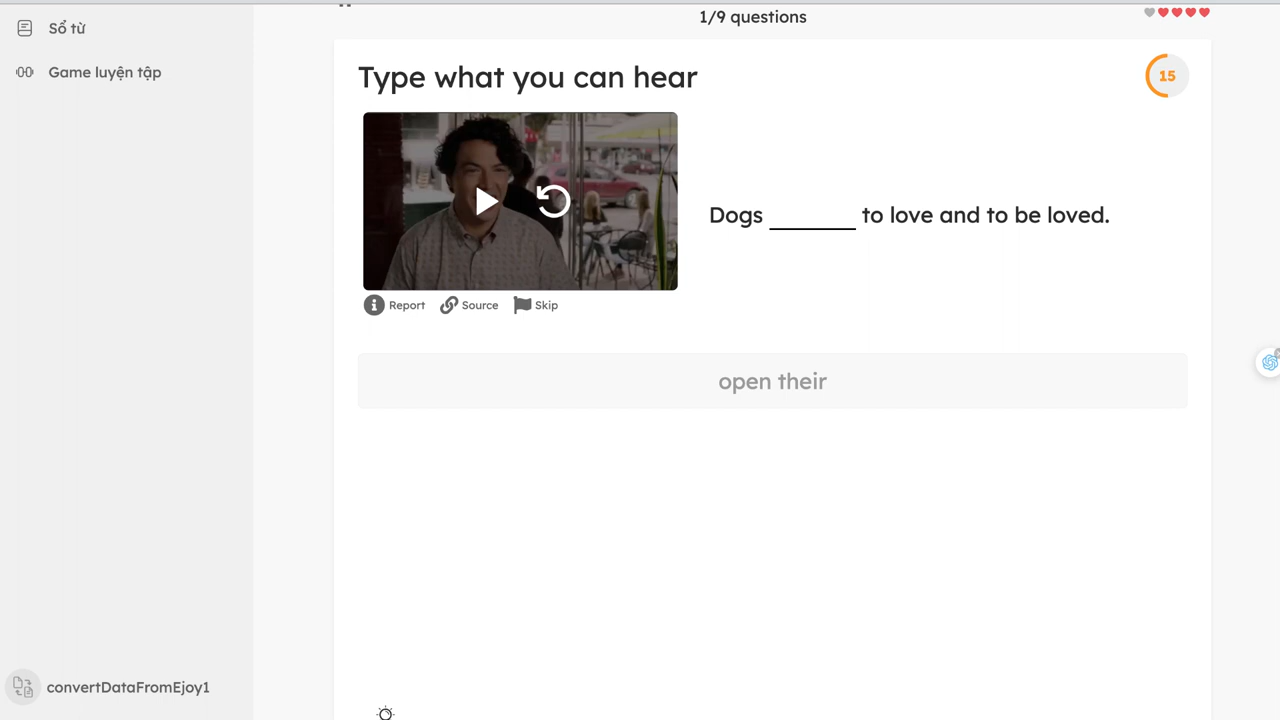 Sổ từ
Game luyện tập
convertDataFromEjoy1
1/9 questions
Type what you can hear
15
Dogs ________ to love and to be loved.
Report Source Skip
open their